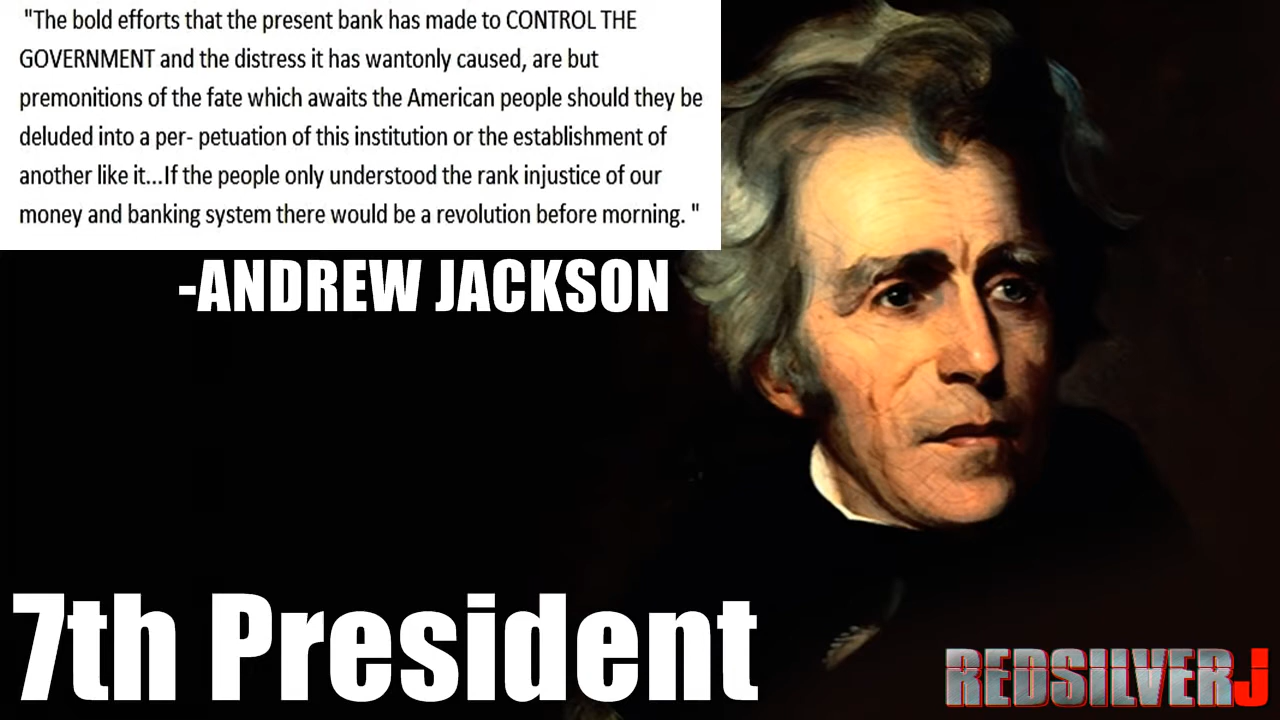 "The bold efforts that the present bank has made to CONTROL THE
GOVERNMENT and the distress it has wantonly caused, are but
premonitions of the fate which awaits the American people should they be
deluded into a per- petuation of this institution or the establishment of
another like it...If the people only understood the rank injustice of our
money and banking system there would be a revolution before morning. "
-ANDREW JACKSON
7th President
REDSILVERJ